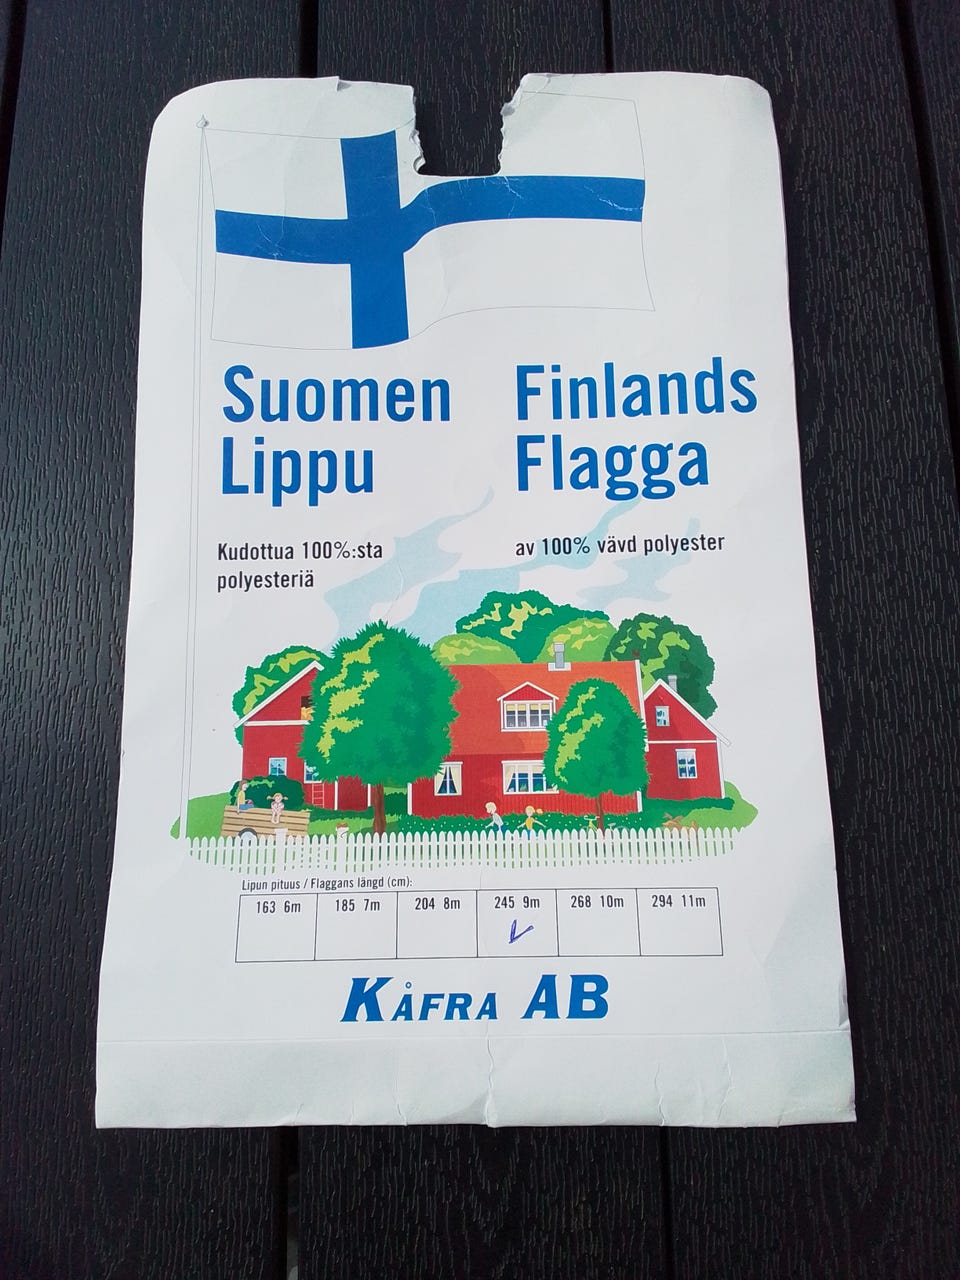 Suomen
Lippu
Finlands
Flagga
Kudottua 100%:sta
polyesteriä
av 100% vävd polyester
Lipun pituus / Flaggans längd (cm):
163 6m 185 7m 204 8m 245 9m 268 10m 294 11m
KÅFRA AB